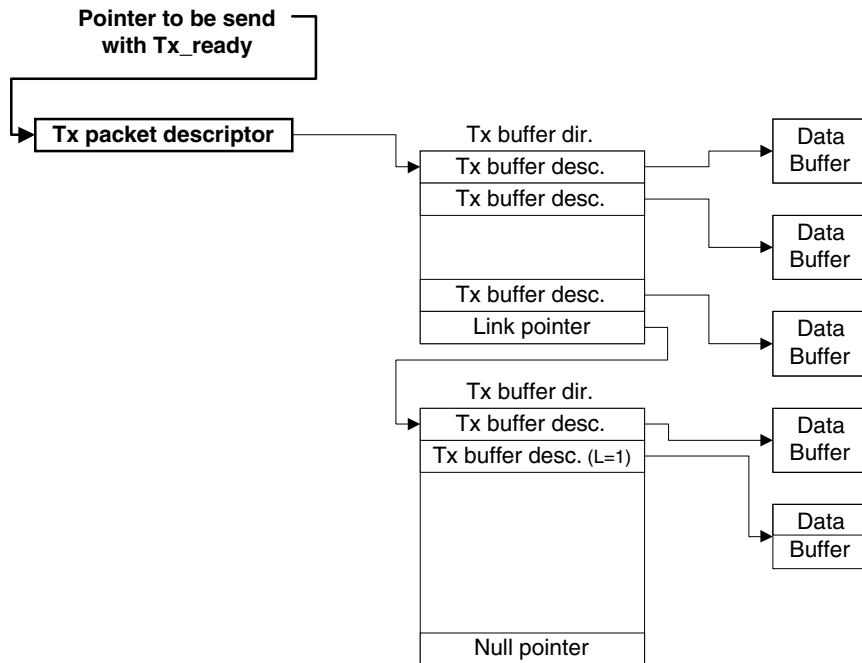 Pointer to be send
with Tx_ready
Tx packet descriptor
Tx buffer dir.
Tx buffer desc.
Tx buffer desc.
Tx buffer desc.
Link pointer
Data
Buffer
Data
Buffer
Data
Buffer
Tx buffer dir.
Tx buffer desc.
Tx buffer desc. (L=1)
Null pointer
Data
Buffer
Data
Buffer